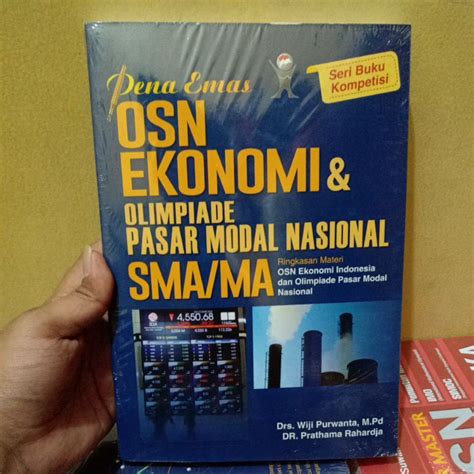 Pena Emas
Seri Buku
Kompetisi
OSN
EKONOMI &
OLIMPIADE
PASAR MODAL NASIONAL
SMA/MA
Ringkasan Materi
OSN Ekonomi Indonesia
dan Olimpiade Pasar Modal
Nasional
4,550.68
Drs. Wiji Purwanta, M.Pd
DR. Prathama Rahardja
MASTER